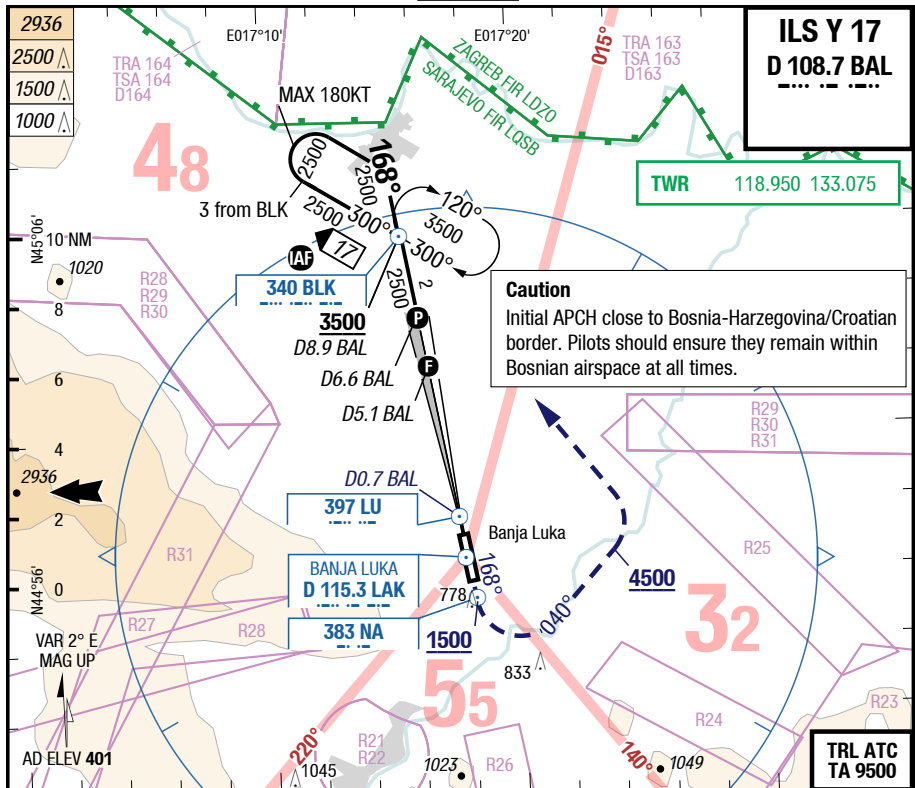 2936
2500
1500
1000
E017°10'
E017°20'
TRA 164
TSA 164
D164
TRA 163
TSA 163
D163
ZAGREB FIR LDZO
SARAJEVO FIR LQSB
015°
ILS Y 17
D 108.7 BAL
TWR 118.950 133.075
MAX 180KT
48
2500
168°
2500
3 from BLK
2500
300°
120°
3500
300°
17
IAF
N45°06'
10 NM
1020
8
6
4
2
0
N44°56'
R28
R29
R30
340 BLK
3500
D8.9 BAL
2500
2
P
D6.6 BAL
F
D5.1 BAL
Caution
Initial APCH close to Bosnia-Harzegovina/Croatian
border. Pilots should ensure they remain within
Bosnian airspace at all times.
R29
R30
R31
2936
D0.7 BAL
397 LU
Banja Luka
R31
R25
BANJA LUKA
D 115.3 LAK
383 NA
168°
778
1500
040°
4500
32
R27
R28
VAR 2° E
MAG UP
833
55
R23
R24
AD ELEV 401
220°
R21
R22
1045
1023
R26
140°
1049
TRL ATC
TA 9500